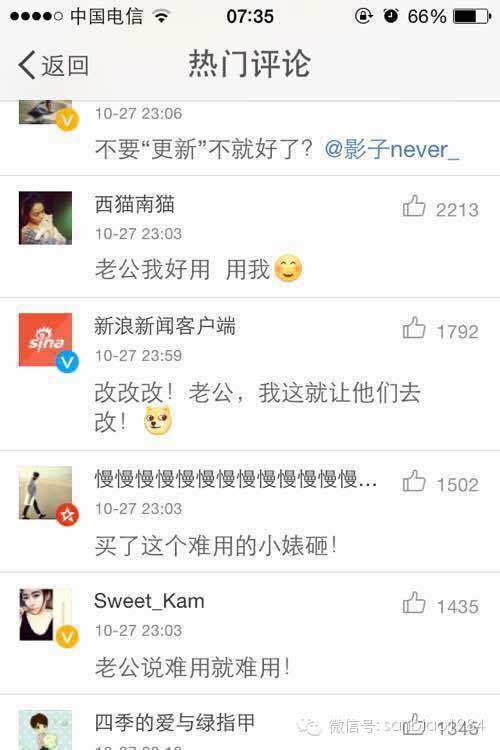 中国电信 07:35 66%
返回 热门评论
10-27 23:06
不要“更新”不就好了？@影子never_
西猫南猫 2213
10-27 23:03
老公我好用 用我
新浪新闻客户端 1792
sina
10-27 23:59
改改改！老公，我这就让他们去
改！
慢慢慢慢慢慢慢慢慢慢慢慢慢... 1502
10-27 23:03
买了这个难用的小婊砸！
Sweet_Kam 1435
10-27 23:03
老公说难用就难用！
四季的爱与绿指甲 1345
微信号: